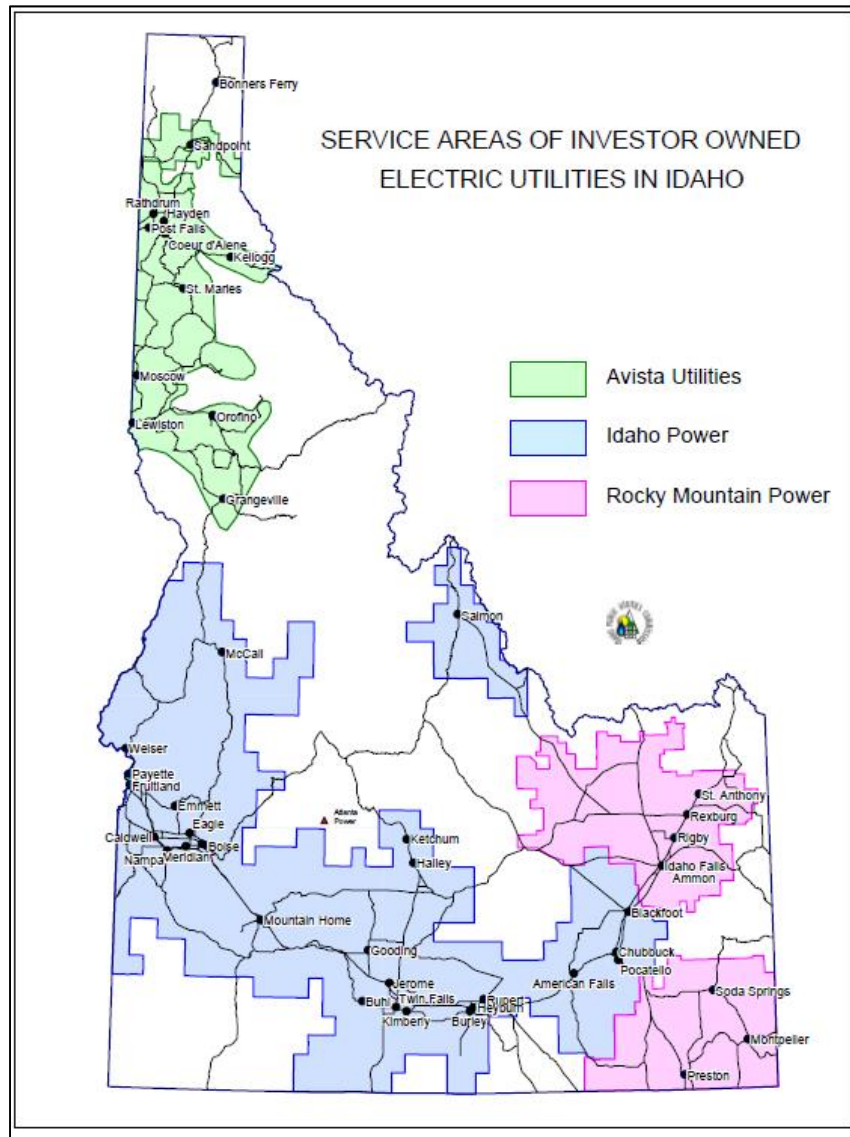 Bonners Ferry
SERVICE AREAS OF INVESTOR OWNED
ELECTRIC UTILITIES IN IDAHO
Sandpoint
Rathdrum
Hayden
Post Falls
Coeur d'Alene
Kellogg
St. Maries
Avista Utilities
Moscow
Orofino
Lewiston
Idaho Power
Rocky Mountain Power
Grangeville
Salmon
McCall
Weiser
Payette
Fruitland
St. Anthony
Emmett
Atlanta
Power
Rexburg
Eagle
Caldwell
Boise
Ketchum
Rigby
Nampa
Meridian
Hailey
Idaho Falls
Ammon
Mountain Home
Blackfoot
Gooding
Chubbuck
Pocatello
American Falls
Jerome
Soda Springs
Buhl
Twin Falls
Rupert
Heyburn
Kimberly
Burley
Montpelier
Preston